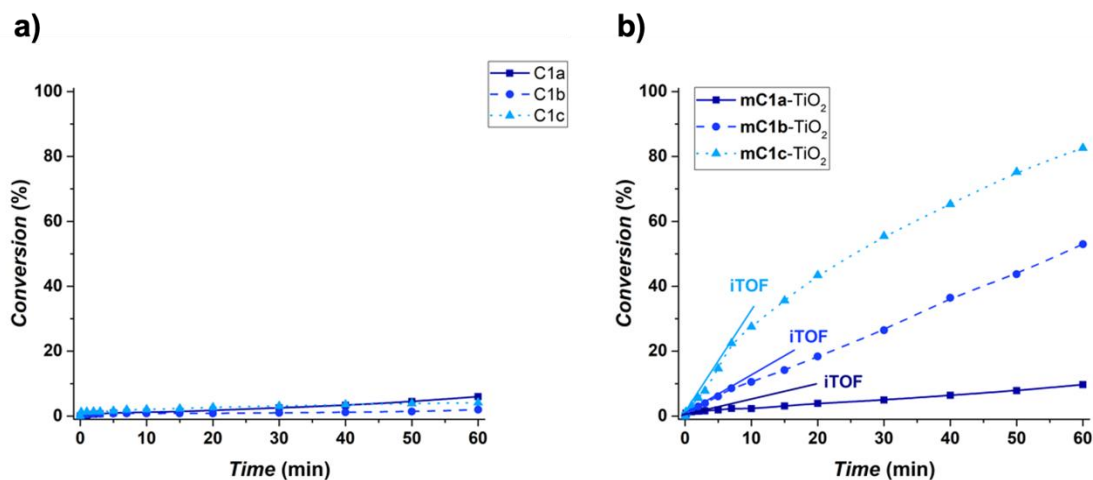 a)
C1a
C1b
C1c
100
80
60
40
20
0
0
10
20
30
40
50
60
Conversion (%)
Time (min)
b)
mC1a-TiO₂
mC1b-TiO₂
mC1c-TiO₂
100
80
60
40
20
0
0
10
20
30
40
50
60
iTOF
iTOF
iTOF
Conversion (%)
Time (min)